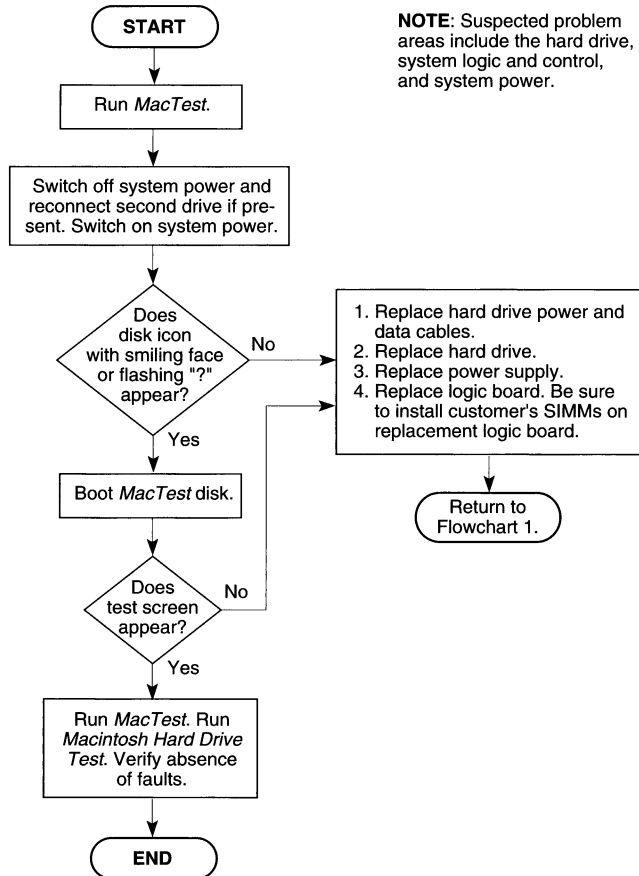 START
NOTE: Suspected problem
areas include the hard drive,
system logic and control,
and system power.
Run MacTest.
Switch off system power and
reconnect second drive if pre-
sent. Switch on system power.
Does
disk icon
with smiling face
or flashing "?"
appear?
No
Yes
1. Replace hard drive power and
data cables.
2. Replace hard drive.
3. Replace power supply.
4. Replace logic board. Be sure
to install customer's SIMMs on
replacement logic board.
Return to
Flowchart 1.
Boot MacTest disk.
Does
test screen
appear?
No
Yes
Run MacTest. Run
Macintosh Hard Drive
Test. Verify absence
of faults.
END